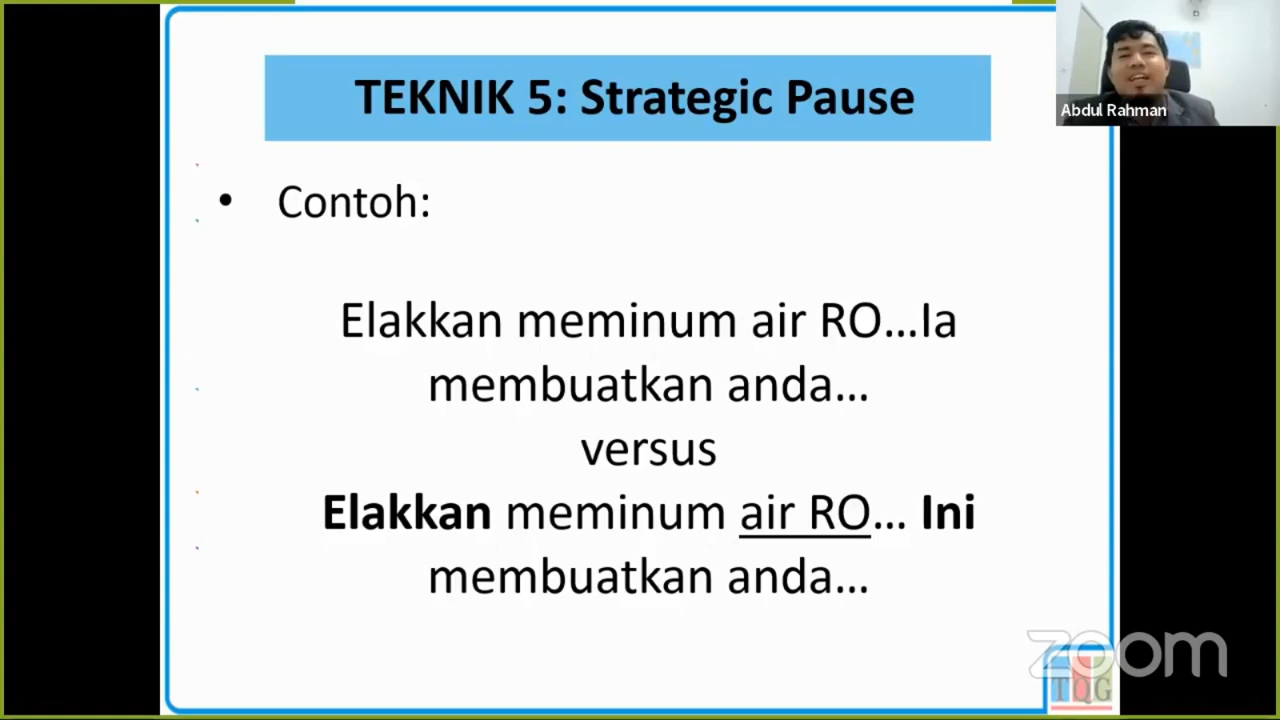 TEKNIK 5: Strategic Pause
Abdul Rahman
• Contoh:
Elakkan meminum air RO...Ia
membuatkan anda...
versus
Elakkan meminum air RO... Ini
membuatkan anda...
zoom
TQG